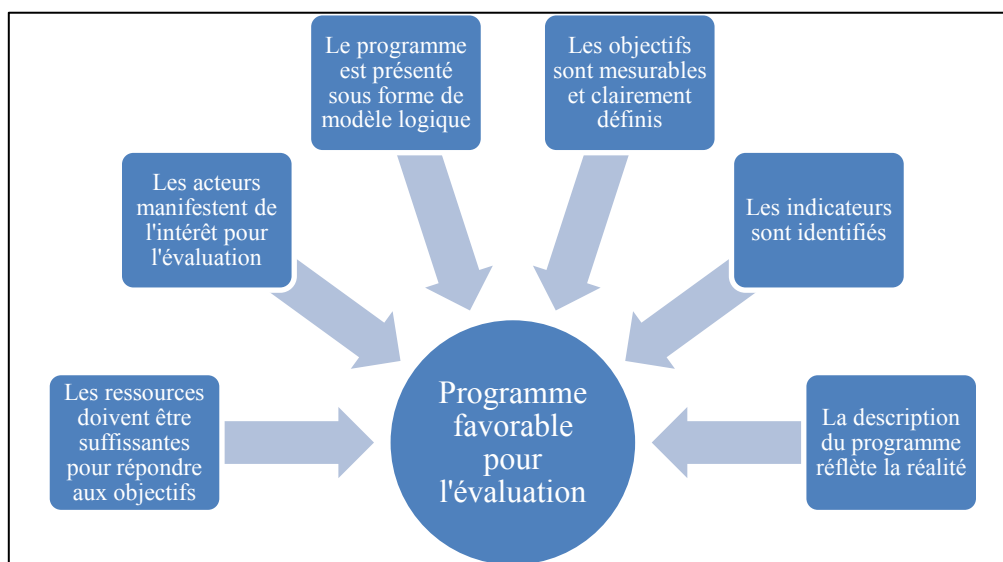 Le programme
est présenté
sous forme de
modèle logique
Les objectifs
sont mesurables
et clairement
définis
Les acteurs
manifestent de
l'intérêt pour
l'évaluation
Les indicateurs
sont identifiés
Les ressources
doivent être
suffissantes
pour répondre
aux objectifs
Programme
favorable
pour
l'évaluation
La description
du programme
réflète la réalité